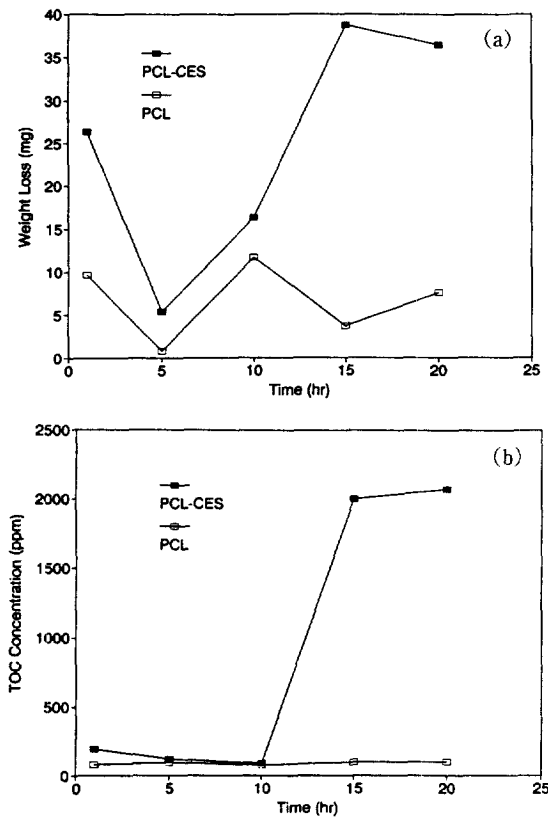 (a)
PCL-CES
PCL
Weight Loss (mg)
40
35
30
25
20
15
10
5
0
0 5 10 15 20 25
Time (hr)
(b)
PCL-CES
PCL
TOC Concentration (ppm)
2500
2000
1500
1000
500
0
0 5 10 15 20 25
Time (hr)